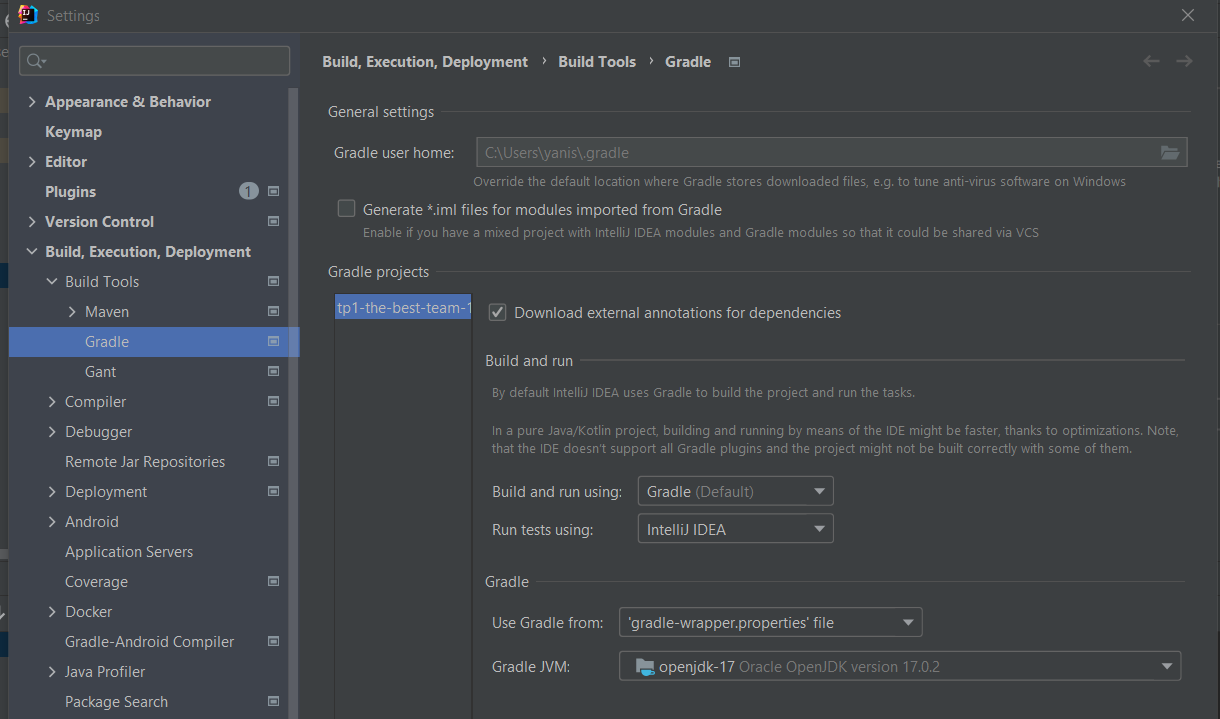 Settings
Appearance & Behavior
Keymap
Editor
Plugins 1
Version Control
Build, Execution, Deployment
Build Tools
Maven
Gradle
Gant
Compiler
Debugger
Remote Jar Repositories
Deployment
Android
Application Servers
Coverage
Docker
Gradle-Android Compiler
Java Profiler
Package Search
Build, Execution, Deployment › Build Tools › Gradle
General settings
Gradle user home: C:\Users\yanis\.gradle
Override the default location where Gradle stores downloaded files, e.g. to tune anti-virus software on Windows
Generate *.iml files for modules imported from Gradle
Enable if you have a mixed project with IntelliJ IDEA modules and Gradle modules so that it could be shared via VCS
Gradle projects
tp1-the-best-team-1
Download external annotations for dependencies
Build and run
By default IntelliJ IDEA uses Gradle to build the project and run the tasks.
In a pure Java/Kotlin project, building and running by means of the IDE might be faster, thanks to optimizations. Note,
that the IDE doesn't support all Gradle plugins and the project might not be built correctly with some of them.
Build and run using: Gradle (Default)
Run tests using: IntelliJ IDEA
Gradle
Use Gradle from: 'gradle-wrapper.properties' file
Gradle JVM: openjdk-17 Oracle OpenJDK version 17.0.2